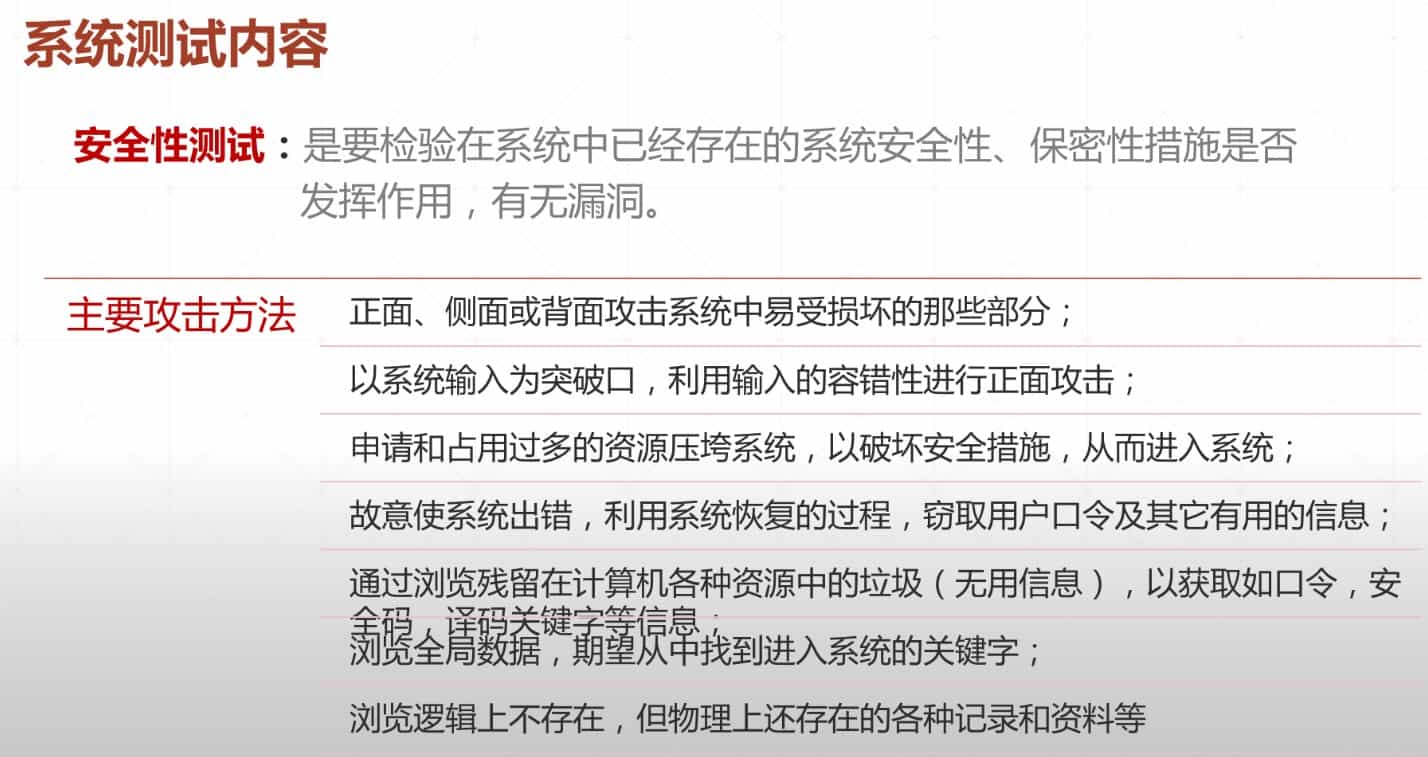 系统测试内容
安全性测试：是要检验在系统中已经存在的系统安全性、保密性措施是否
发挥作用，有无漏洞。
主要攻击方法
正面、侧面或背面攻击系统中易受损坏的那些部分；
以系统输入为突破口，利用输入的容错性进行正面攻击；
申请和占用过多的资源压垮系统，以破坏安全措施，从而进入系统；
故意使系统出错，利用系统恢复的过程，窃取用户口令及其它有用的信息；
通过浏览残留在计算机各种资源中的垃圾（无用信息），以获取如口令，安
全码，译码关键字等信息；
浏览全局数据，期望从中找到进入系统的关键字；
浏览逻辑上不存在，但物理上还存在的各种记录和资料等